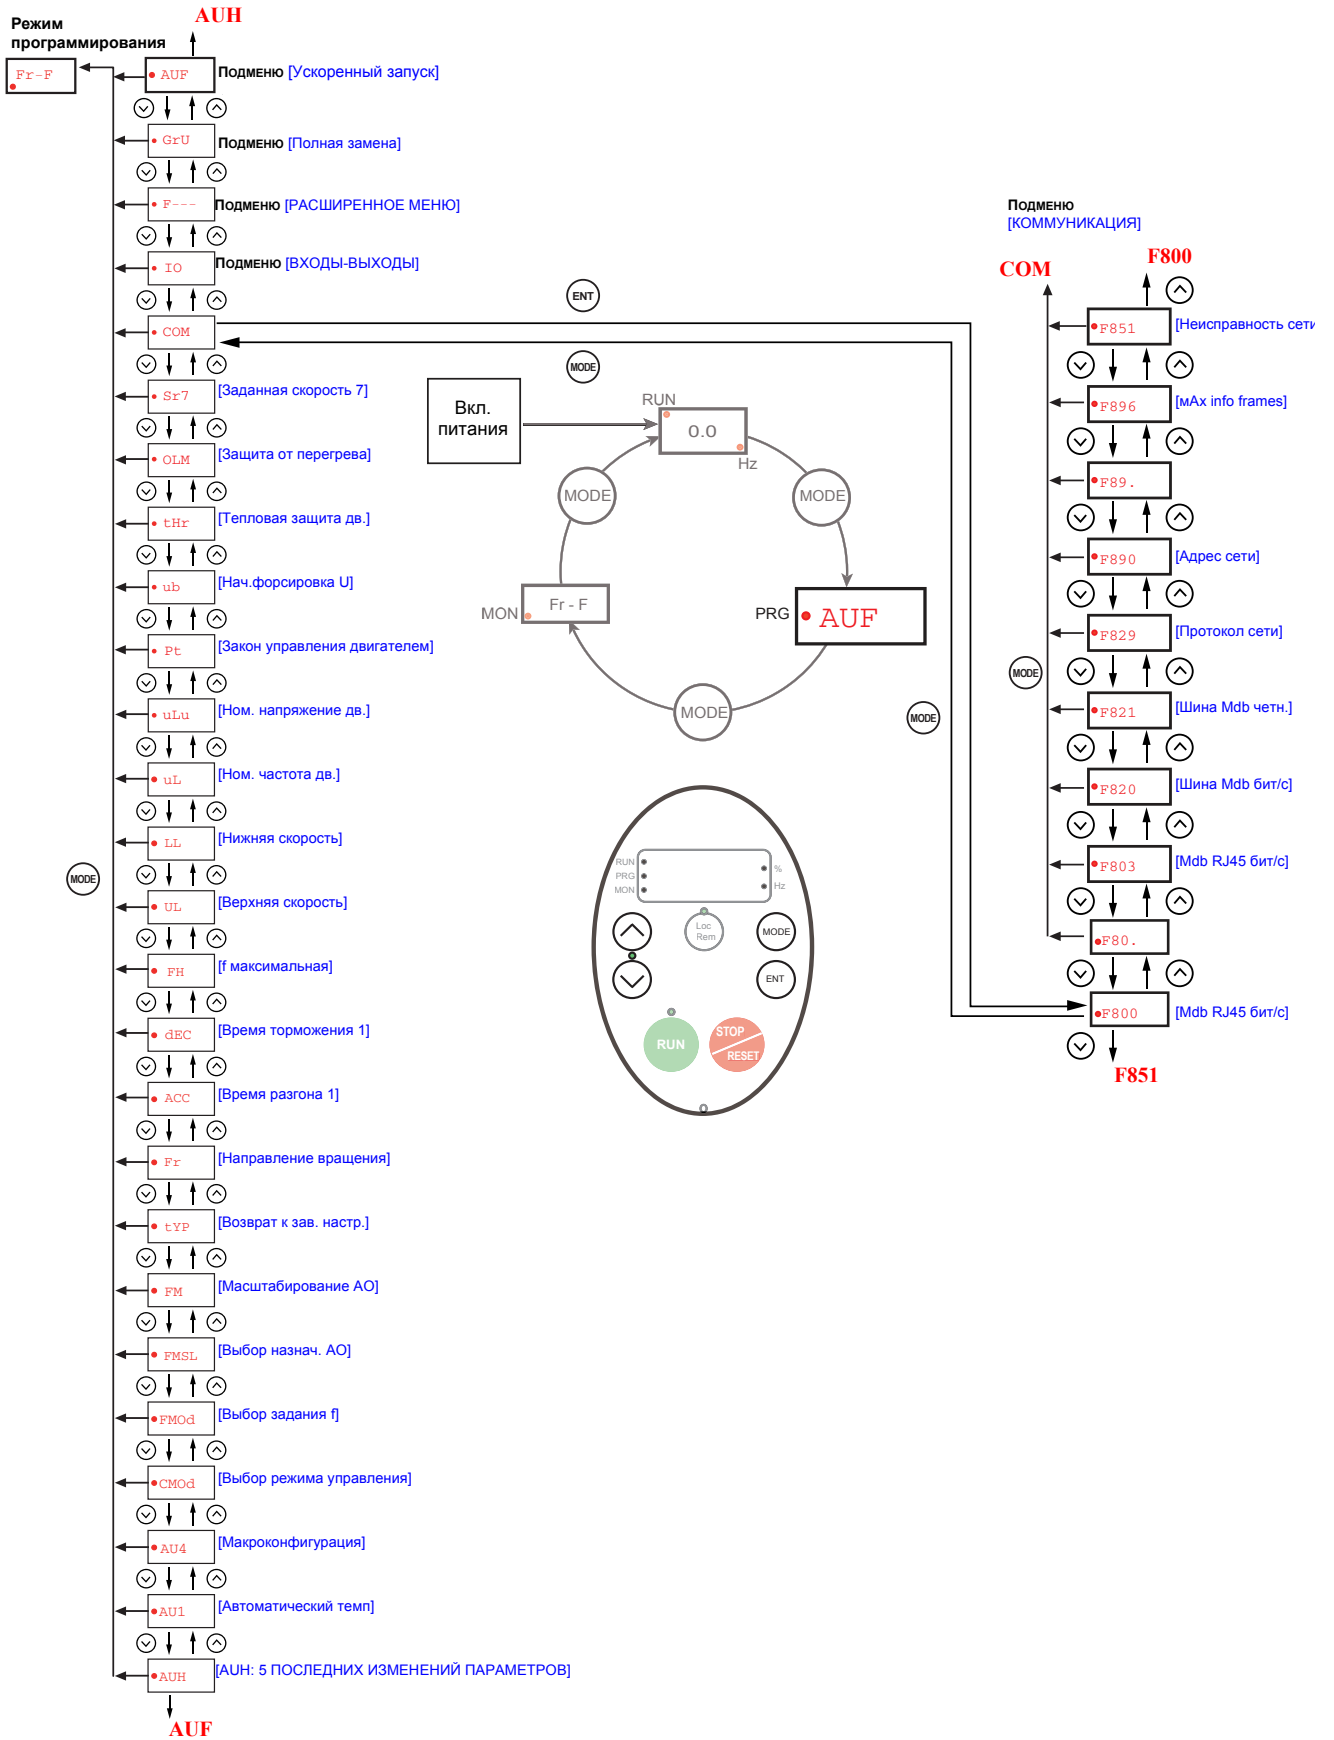 Режим
программирования
Fr-F
AUH
AUF
Подменю [Ускоренный запуск]
GrU
Подменю [Полная замена]
F---
Подменю [РАСШИРЕННОЕ МЕНЮ]
IO
Подменю [ВХОДЫ-ВЫХОДЫ]
COM
Sr7
[Заданная скорость 7]
OLM
[Защита от перегрева]
tHr
[Тепловая защита дв.]
ub
[Нач.форсировка U]
Pt
[Закон управления двигателем]
uLu
[Ном. напряжение дв.]
uL
[Ном. частота дв.]
LL
[Нижняя скорость]
MODE
UL
[Верхняя скорость]
FH
[f максимальная]
dEC
[Время торможения 1]
ACC
[Время разгона 1]
Fr
[Направление вращения]
tYP
[Возврат к зав. настр.]
FM
[Масштабирование AO]
FMSL
[Выбор назнач. AO]
FMOd
[Выбор задания f]
CMOd
[Выбор режима управления]
AU4
[Макроконфигурация]
AU1
[Автоматический темп]
AUH
[AUH: 5 ПОСЛЕДНИХ ИЗМЕНЕНИЙ ПАРАМЕТРОВ]
AUF
ENT
MODE
Вкл.
питания
RUN
0.0
Hz
MODE
MODE
MON
Fr - F
PRG
AUF
MODE
MODE
RUN
PRG
MON
%
Hz
Loc
Rem
MODE
ENT
RUN
STOP
RESET
Подменю
[КОММУНИКАЦИЯ]
COM
F800
F851
[Неисправность сети
F896
[мАх info frames]
F89.
F890
[Адрес сети]
F829
[Протокол сети]
MODE
F821
[Шина Mdb четн.]
F820
[Шина Mdb бит/с]
F803
[Mdb RJ45 бит/с]
F80.
F800
[Mdb RJ45 бит/с]
F851